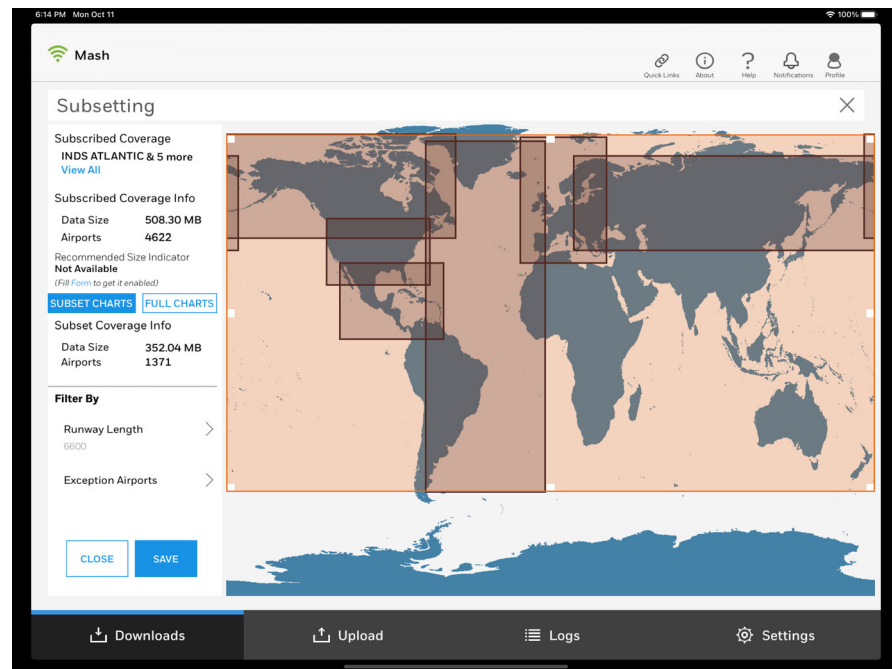 6:14 PM Mon Oct 11
100%
Mash
Quick Links
About
Help
Notifications
Profile
Subsetting
Subscribed Coverage
INDS ATLANTIC & 5 more
View All
Subscribed Coverage Info
Data Size 508.30 MB
Airports 4622
Recommended Size Indicator
Not Available
(Fill Form to get it enabled)
SUBSET CHARTS FULL CHARTS
Subset Coverage Info
Data Size 352.04 MB
Airports 1371
Filter By
Runway Length
6600
Exception Airports
CLOSE SAVE
Downloads Upload Logs Settings